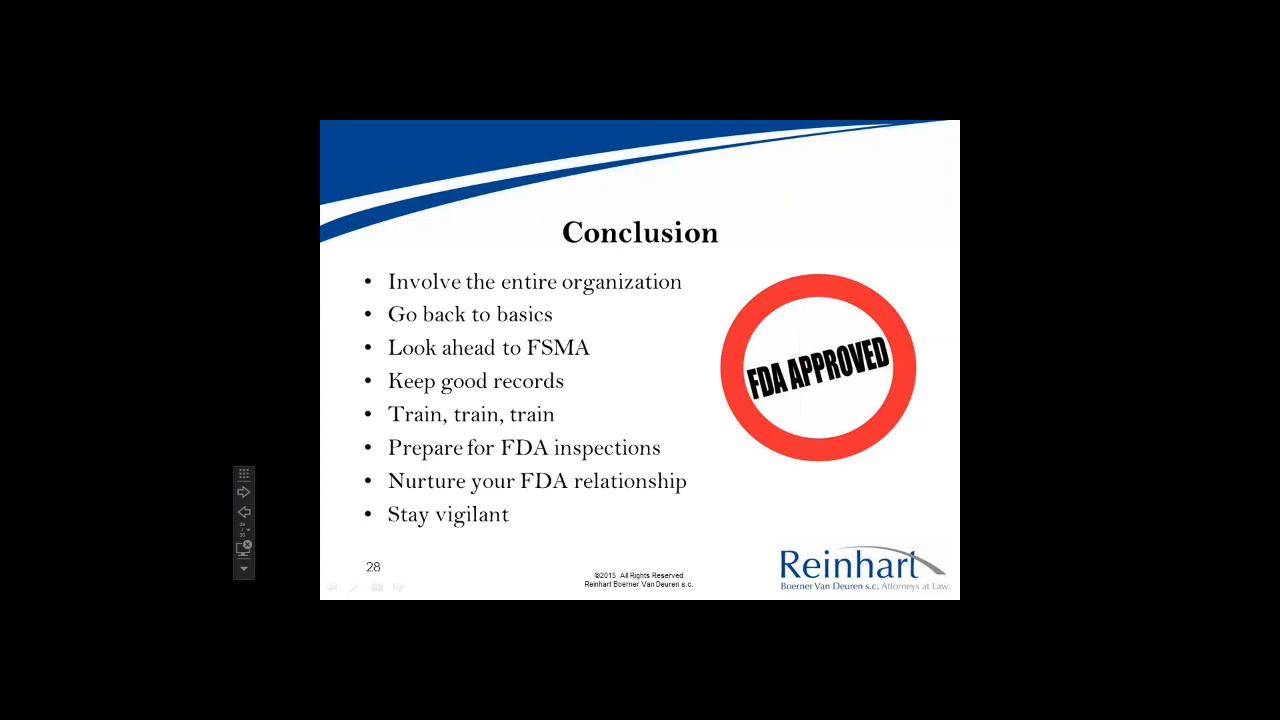 Conclusion
• Involve the entire organization
• Go back to basics
• Look ahead to FSMA
• Keep good records
• Train, train, train
• Prepare for FDA inspections
• Nurture your FDA relationship
• Stay vigilant
FDA APPROVED
28
©2015 All Rights Reserved
Reinhart Boerner Van Deuren s.c.
Reinhart
Boerner Van Deuren s.c. Attorneys at Law